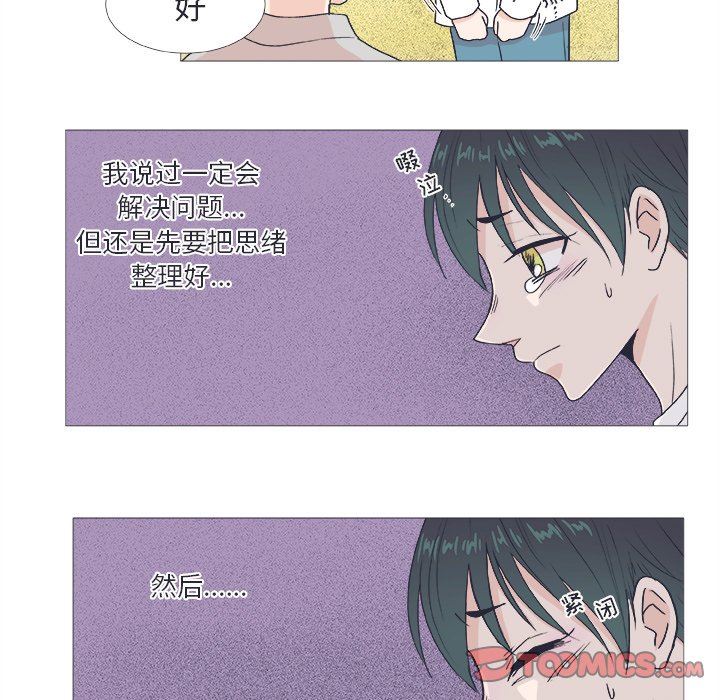 好
我说过一定会
解决问题...
但还是先要把思绪
整理好...
啜
泣...
然后......
紧闭
TOOMICS.COM